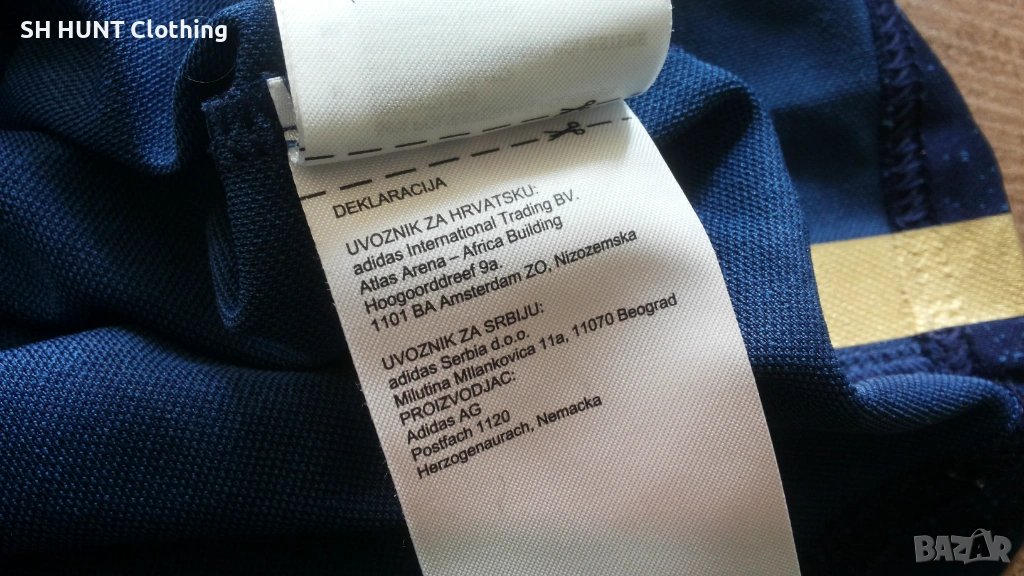 SH HUNT Clothing
DEKLARACIJA
UVOZNIK ZA HRVATSKU:
adidas International Trading BV.
Atlas Arena – Africa Building
Hoogoorddreef 9a.
1101 BA Amsterdam ZO, Nizozemska
UVOZNIK ZA SRBIJU:
adidas Serbia d.o.o.
Milutina Milankovica 11a, 11070 Beograd
PROIZVODJAC:
Adidas AG
Postfach 1120
Herzogenaurach, Nemacka
BAZAR